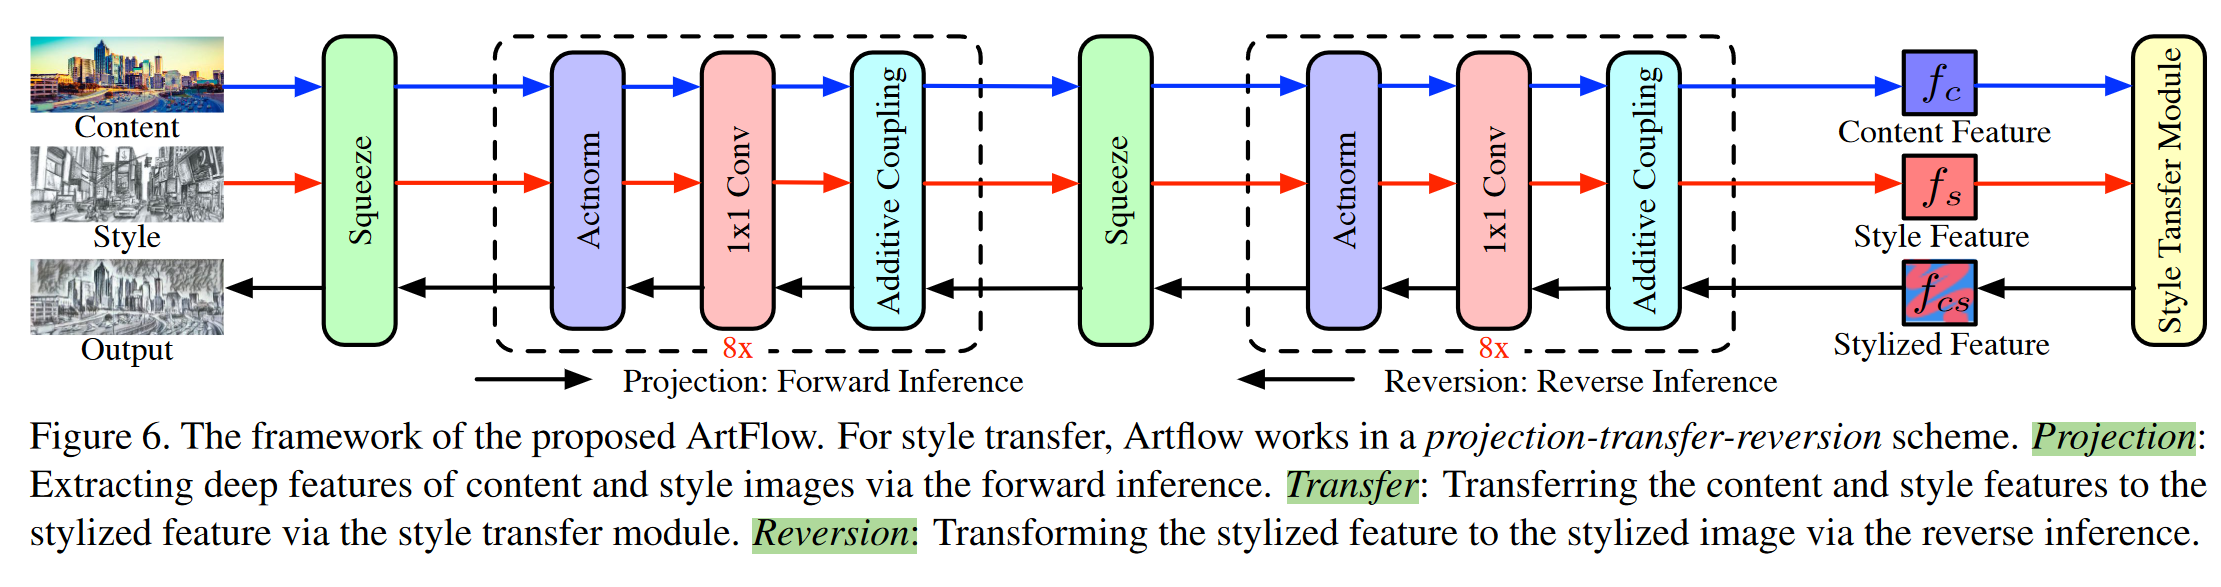 Content
Style
Output
Squeeze
Actnorm
1x1 Conv
Additive Coupling
8x
Squeeze
Actnorm
1x1 Conv
Additive Coupling
8x
f_c
Content Feature
f_s
Style Feature
f_cs
Stylized Feature
Style Transfer Module
Projection: Forward Inference
Reversion: Reverse Inference
Figure 6. The framework of the proposed ArtFlow. For style transfer, Artflow works in a projection-transfer-reversion scheme. Projection:
Extracting deep features of content and style images via the forward inference. Transfer: Transferring the content and style features to the
stylized feature via the style transfer module. Reversion: Transforming the stylized feature to the stylized image via the reverse inference.